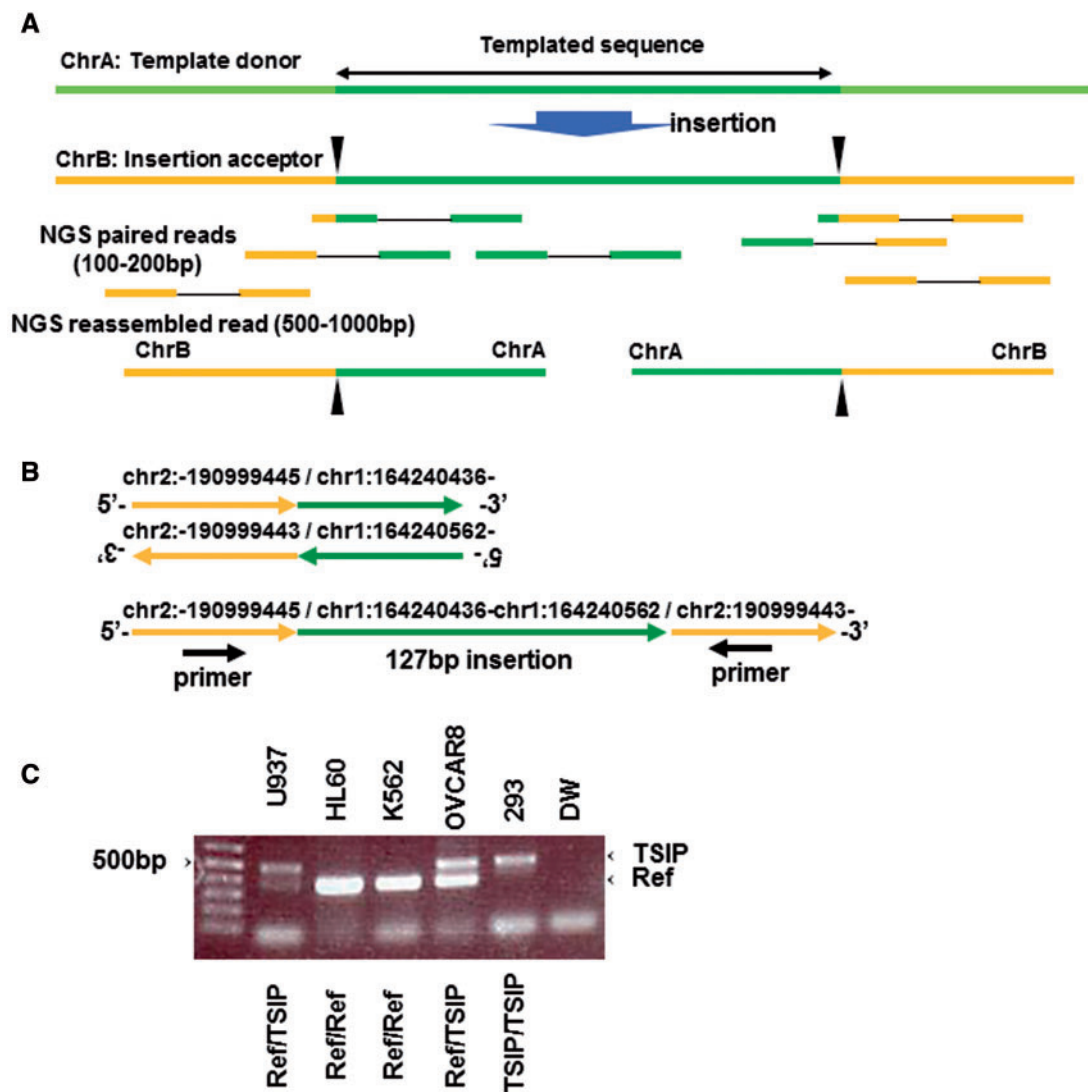 A
Templated sequence
ChrA: Template donor
insertion
ChrB: Insertion acceptor
NGS paired reads
(100-200bp)
NGS reassembled read (500-1000bp)
ChrB ChrA ChrA ChrB
B
chr2:-190999445 / chr1:164240436-
5'- -3'
chr2:-190999443 / chr1:164240562-
3'- -5'
chr2:-190999445 / chr1:164240436-chr1:164240562 / chr2:190999443-
5'- -3'
127bp insertion
primer primer
C
U937 HL60 K562 OVCAR8 293 DW
500bp > < TSIP
< Ref
Ref/TSIP Ref/Ref Ref/Ref Ref/TSIP TSIP/TSIP